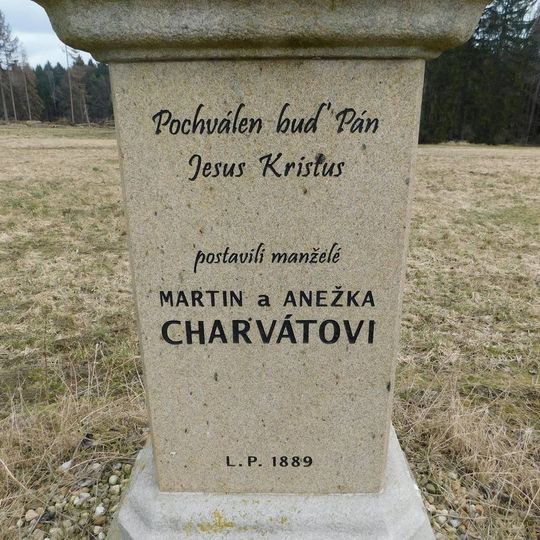 Pochválen buď Pán
Jesus Kristus
postavili manželé
MARTIN a ANEŽKA
CHARVÁTOVI
L.P. 1889